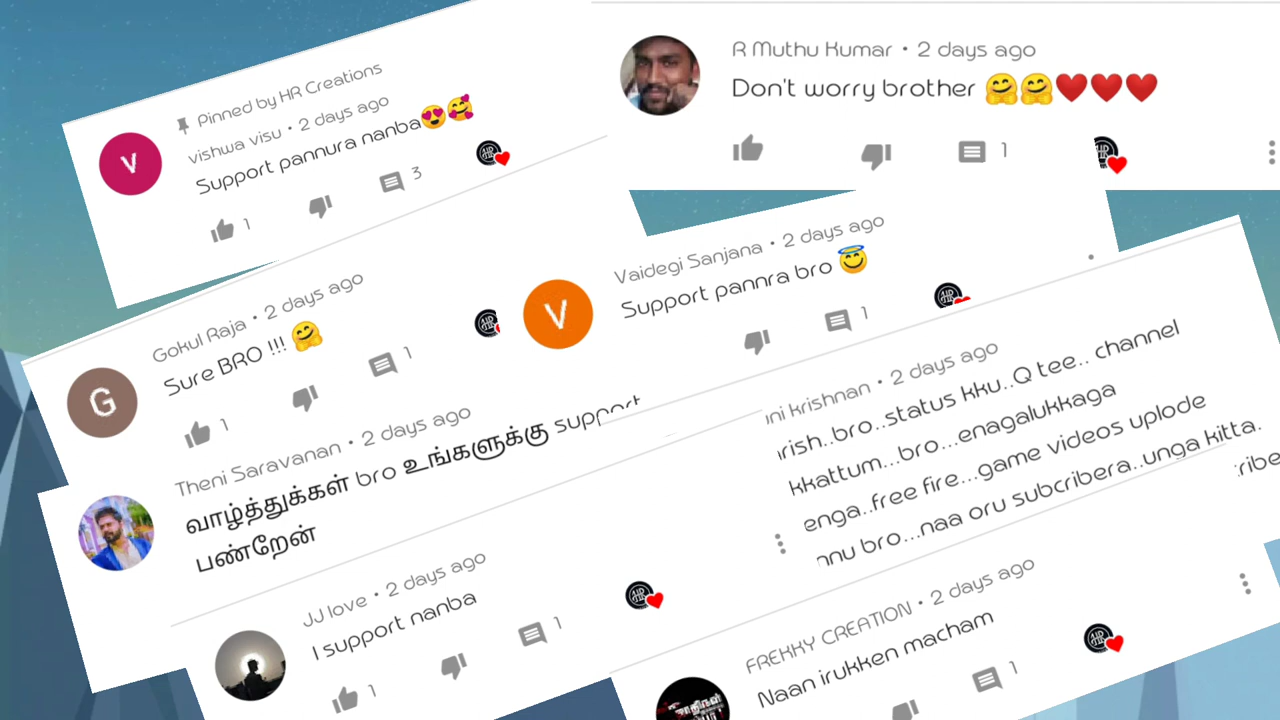 Pinned by HR Creations
vishwa visu • 2 days ago
Support pannura nanba😍🥰
1
3
R Muthu Kumar • 2 days ago
Don't worry brother 🤗🤗❤️❤️❤️
1
Gokul Raja • 2 days ago
Sure BRO !!! 🤗
1
1
V
Vaidegi Sanjana • 2 days ago
Support pannra bro 😇
1
V
G
Theni Saravanan • 2 days ago
வாழ்த்துக்கள் bro உங்களுக்கு support
பண்றேன்
ini krishnan • 2 days ago
rish..bro..status kku..Q tee.. channel
kkattum...bro...enagalukkaga
enga..free fire...game videos uplode
nnu bro...naa oru subcribera..unga kitta.
ribe
JJ love • 2 days ago
I support nanba
1
1
FREKKY CREATION • 2 days ago
Naan irukken macham
1